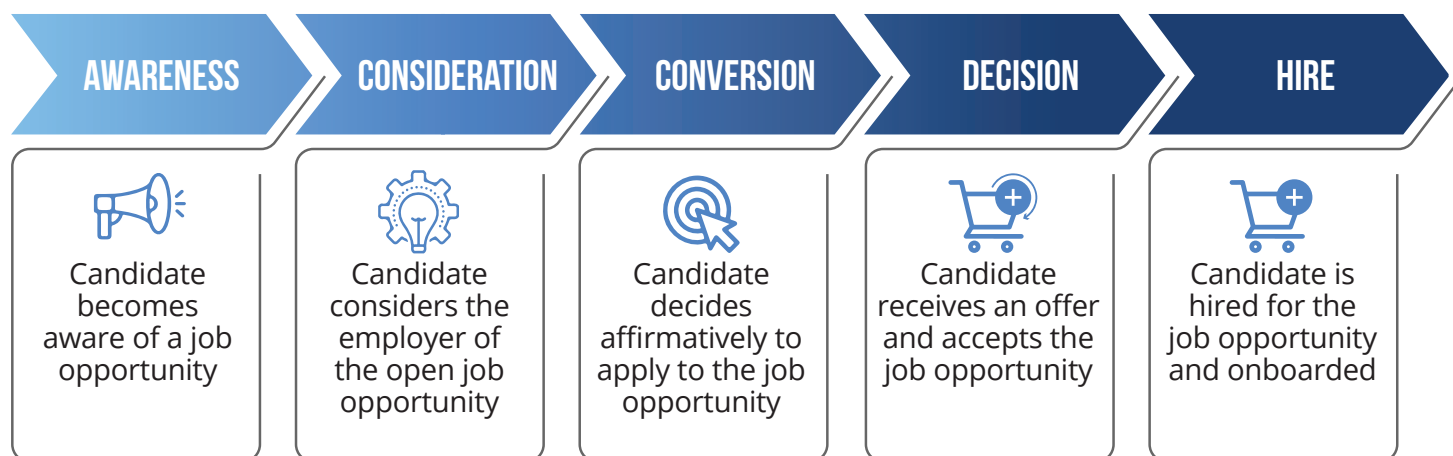 AWARENESS
CONSIDERATION
CONVERSION
DECISION
HIRE
Candidate
becomes
aware of a job
opportunity
Candidate
considers the
employer of
the open job
opportunity
Candidate
decides
affirmatively to
apply to the job
opportunity
Candidate
receives an offer
and accepts the
job opportunity
Candidate is
hired for the
job opportunity
and onboarded